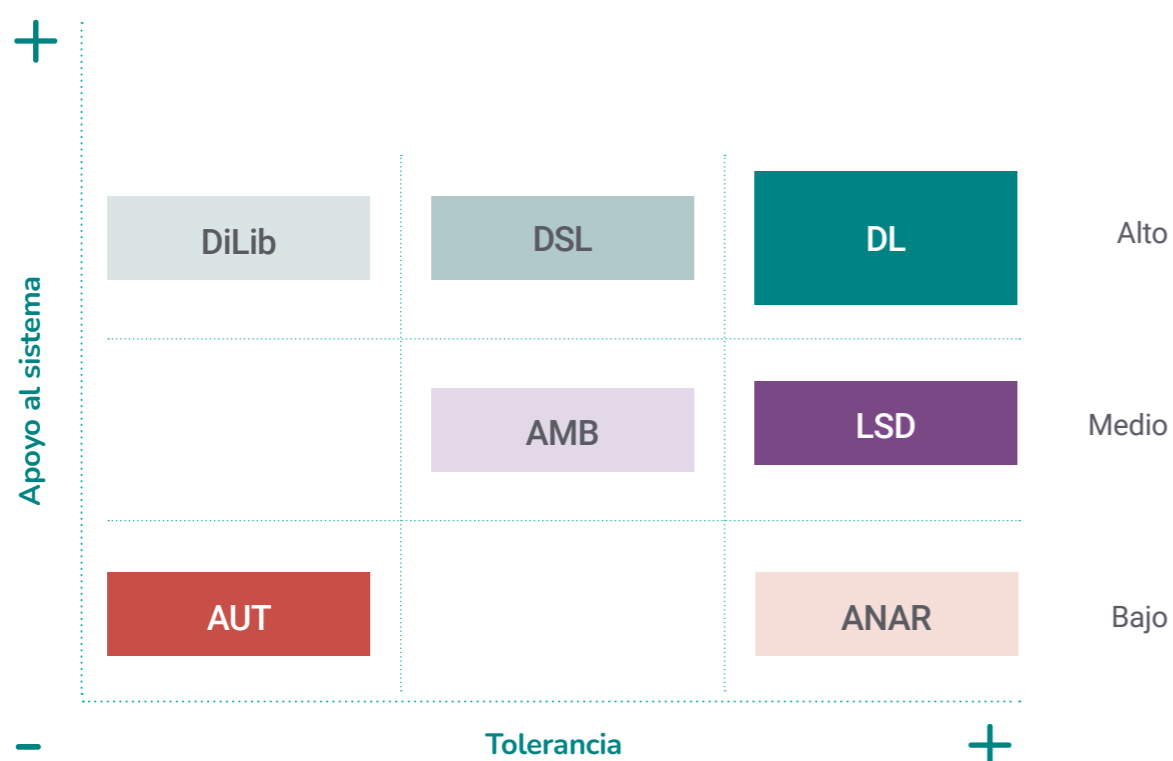 +
Apoyo al sistema
DiLib
DSL
DL
Alto
AMB
LSD
Medio
AUT
ANAR
Bajo
-
Tolerancia
+